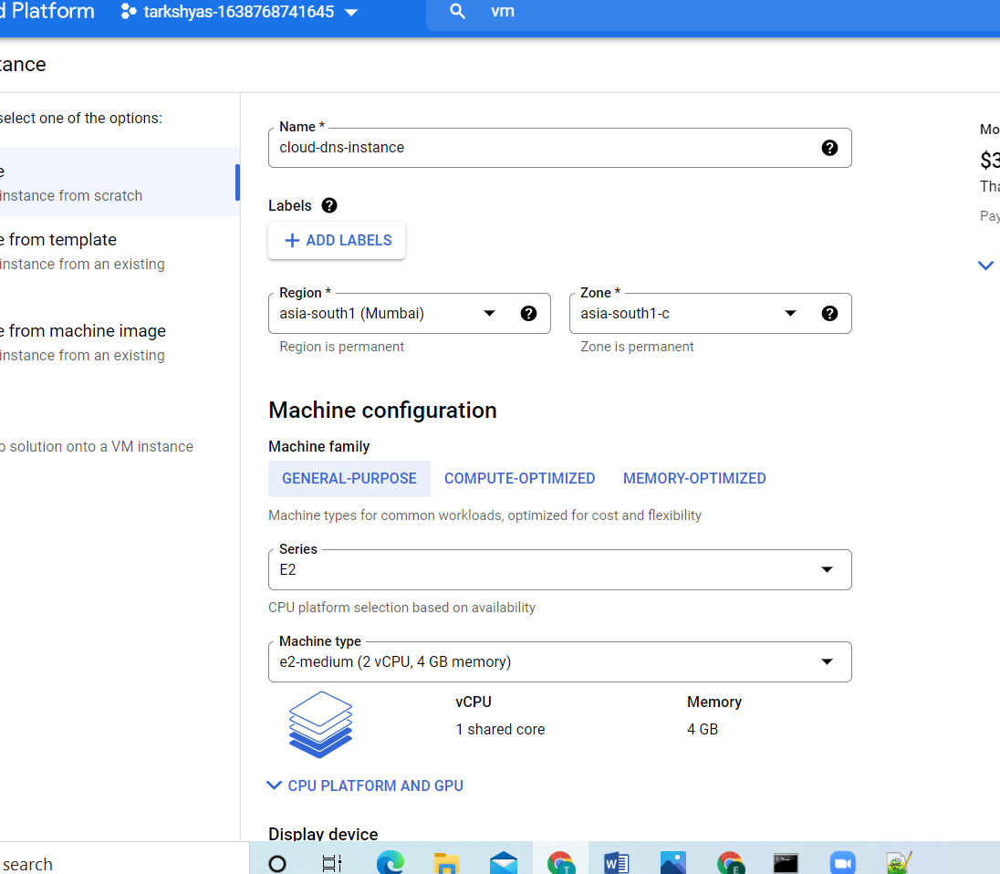 d Platform
tarkshyas-1638768741645
vm
tance
select one of the options:
e
instance from scratch
e from template
instance from an existing
e from machine image
instance from an existing
o solution onto a VM instance
Name *
cloud-dns-instance
Labels
+ ADD LABELS
Region *
asia-south1 (Mumbai)
Region is permanent
Zone *
asia-south1-c
Zone is permanent
Machine configuration
Machine family
GENERAL-PURPOSE COMPUTE-OPTIMIZED MEMORY-OPTIMIZED
Machine types for common workloads, optimized for cost and flexibility
Series
E2
CPU platform selection based on availability
Machine type
e2-medium (2 vCPU, 4 GB memory)
vCPU
1 shared core
Memory
4 GB
CPU PLATFORM AND GPU
Display device
Mo
$3
Tha
Pay
search